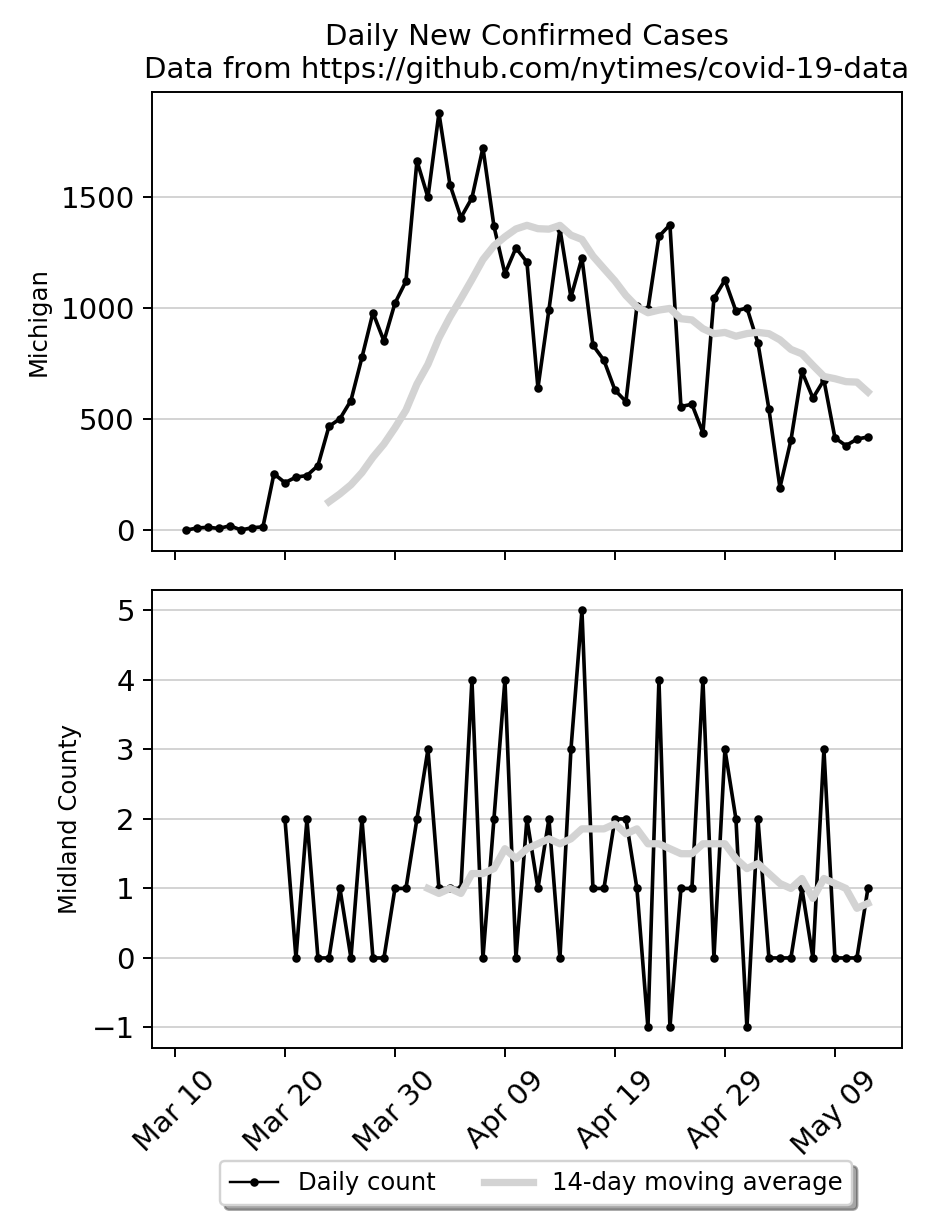 Daily New Confirmed Cases
Data from https://github.com/nytimes/covid-19-data
Michigan
1500
1000
500
0
Midland County
5
4
3
2
1
0
−1
Mar 10
Mar 20
Mar 30
Apr 09
Apr 19
Apr 29
May 09
Daily count
14-day moving average